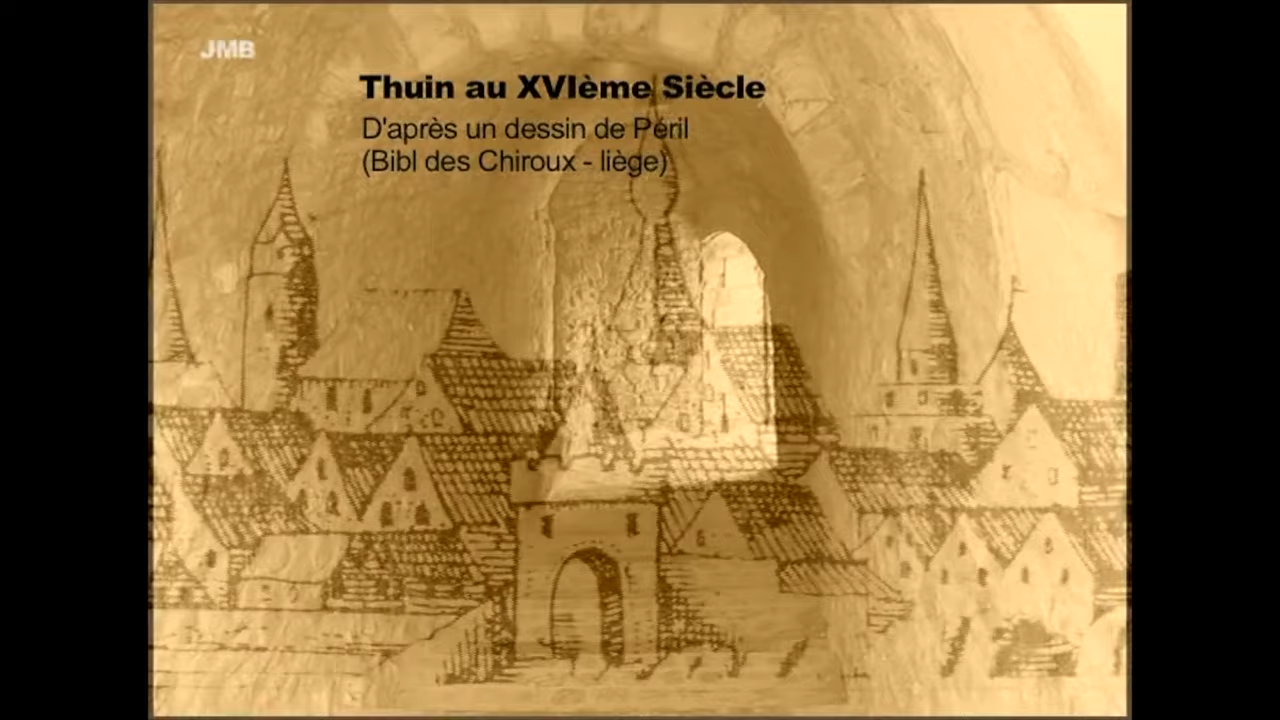 JMB
Thuin au XVIème Siècle
D'après un dessin de Péril
(Bibl des Chiroux - liège)